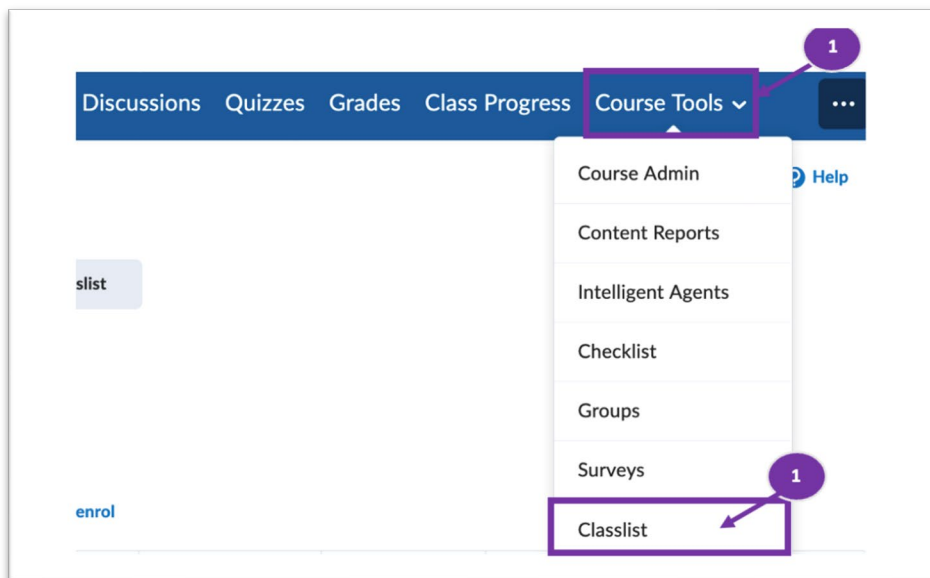 1
Discussions Quizzes Grades Class Progress Course Tools ...
Course Admin
Help
Content Reports
slist
Intelligent Agents
Checklist
Groups
Surveys
1
enrol
Classlist